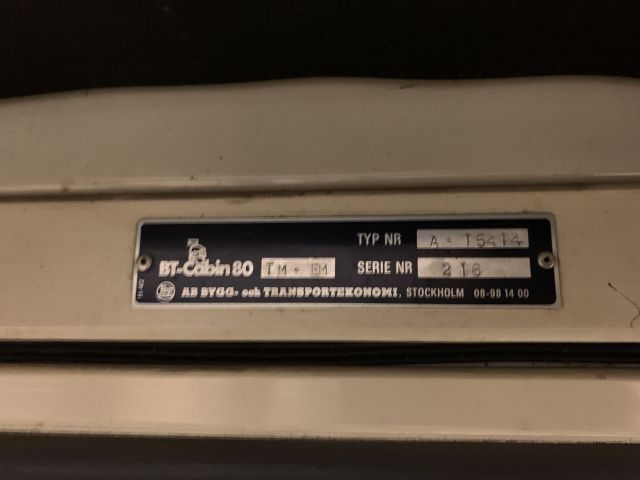 TYP NR A·15414
BT-Cabin 80 TM·EM SERIE NR 216
AB BYGG- och TRANSPORTEKONOMI, STOCKHOLM 08-98 14 00